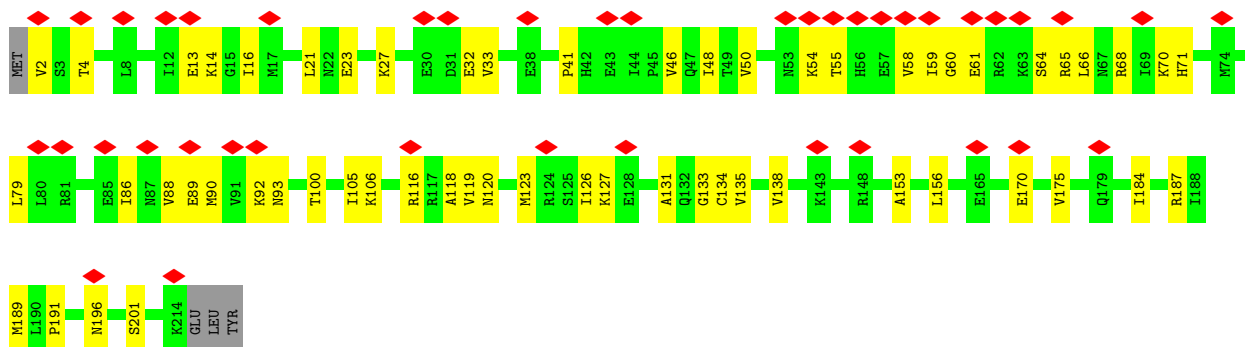 MET V2 S3 T4 L8 I12 E13 K14 G15 I16 M17 L21 N22 E23 K27 E30 D31 E32 V33 E38 P41 H42 E43 I44 P45 V46 Q47 I48 T49 V50 N53 K54 T55 H56 E57 V58 I59 G60 E61 R62 K63 S64 R65 L66 N67 R68 I69 K70 H71 M74
L79 L80 R81 E85 I86 N87 V88 E89 M90 V91 K92 N93 T100 I105 K106 R116 R117 A118 V119 N120 M123 R124 S125 I126 K127 E128 A131 Q132 G133 C134 V135 V138 K143 R148 A153 L156 E165 E170 V175 Q179 I184 R187 I188
M189 L190 P191 N196 S201 K214 GLU LEU TYR